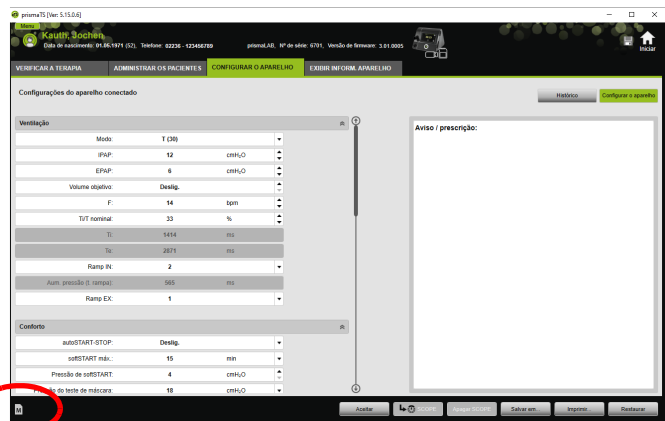 prismaTS [Ver: 5.15.0.6]
Menu
Kauth, Jochen
Data de nascimento: 01.05.1971 (52), Telefone: 02236 - 123456789
prismaLAB, Nº de série: 6701, Versão de firmware: 3.01.0005
Iniciar
VERIFICAR A TERAPIA ADMINISTRAR OS PACIENTES CONFIGURAR O APARELHO EXIBIR INFORM. APARELHO
Configurações do aparelho conectado
Histórico Configurar o aparelho
Ventilação
Aviso / prescrição:
Modo: T (30)
IPAP: 12 cmH₂O
EPAP: 6 cmH₂O
Volume objetivo: Deslig.
F: 14 bpm
Ti/T nominal: 33 %
Ti: 1414 ms
Te: 2871 ms
Ramp IN: 2
Aum. pressão (t. rampa): 565 ms
Ramp EX: 1
Conforto
autoSTART-STOP: Deslig.
softSTART máx.: 15 min
Pressão de softSTART: 4 cmH₂O
Pressão do teste de máscara: 18 cmH₂O
M
Aceitar SCOPE Apagar SCOPE Salvar em... Imprimir... Restaurar